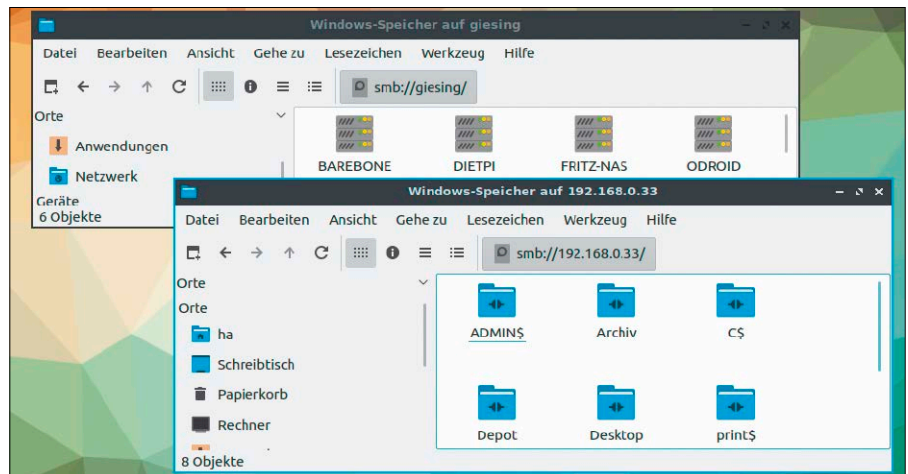 Windows-Speicher auf giesing
Datei Bearbeiten Ansicht Gehe zu Lesezeichen Werkzeug Hilfe
smb://giesing/
Orte
Anwendungen
Netzwerk
Geräte
6 Objekte
BAREBONE DIETPI FRITZ-NAS ODROID
Windows-Speicher auf 192.168.0.33
Datei Bearbeiten Ansicht Gehe zu Lesezeichen Werkzeug Hilfe
smb://192.168.0.33/
Orte
Orte
ha
Schreibtisch
Papierkorb
Rechner
ADMIN$ Archiv C$
Depot Desktop print$
8 Objekte